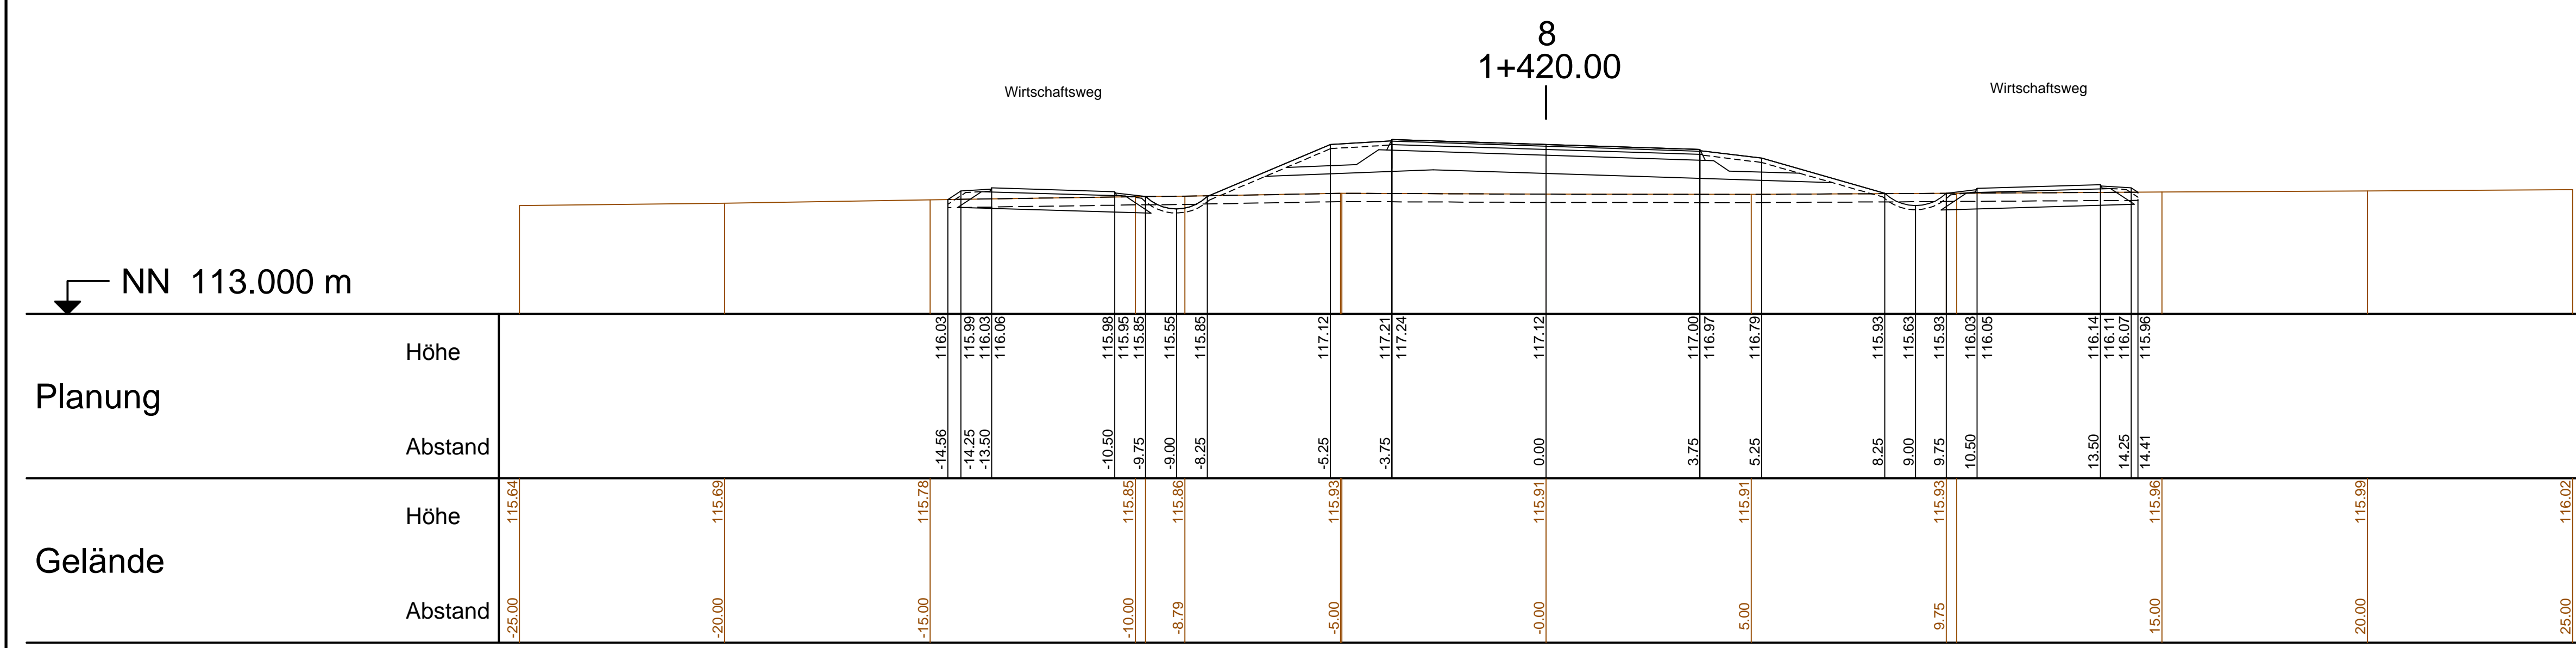 8
1+420.00
Wirtschaftsweg
Wirtschaftsweg
NN 113.000 m
Planung
Höhe
116.03 115.99 116.03 116.06 115.98 115.95 115.85 115.55 115.85 117.12 117.21 117.24 117.12 117.00 116.97 116.79 115.93 115.63 115.93 116.03 116.05 116.14 116.11 116.07 115.96
Abstand
-14.56 -14.25 -13.50 -10.50 -9.75 -9.00 -8.25 -5.25 -3.75 0.00 3.75 5.25 8.25 9.00 9.75 10.50 13.50 14.25 14.41
Gelände
Höhe
115.64 115.69 115.78 115.85 115.86 115.93 115.91 115.91 115.93 115.96 115.99 116.02
Abstand
-25.00 -20.00 -15.00 -10.00 -8.79 -5.00 -0.00 5.00 9.75 15.00 20.00 25.00